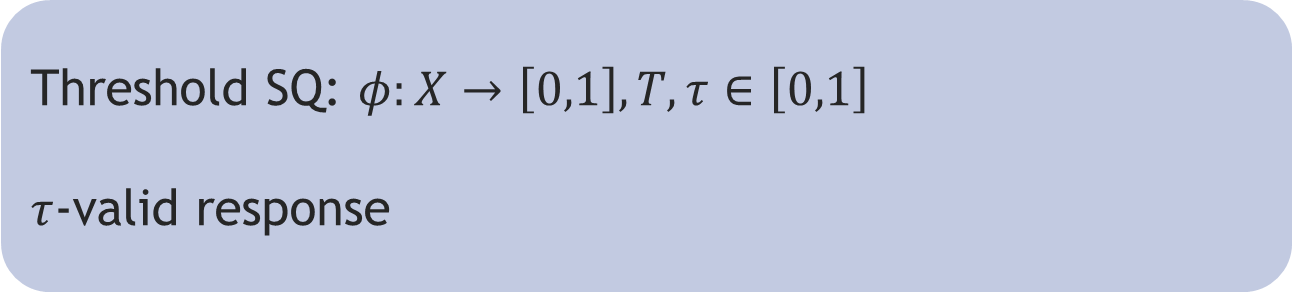 Threshold SQ: 𝜙: 𝑋 → [0,1], 𝑇, 𝜏 ∈ [0,1]
𝜏-valid response